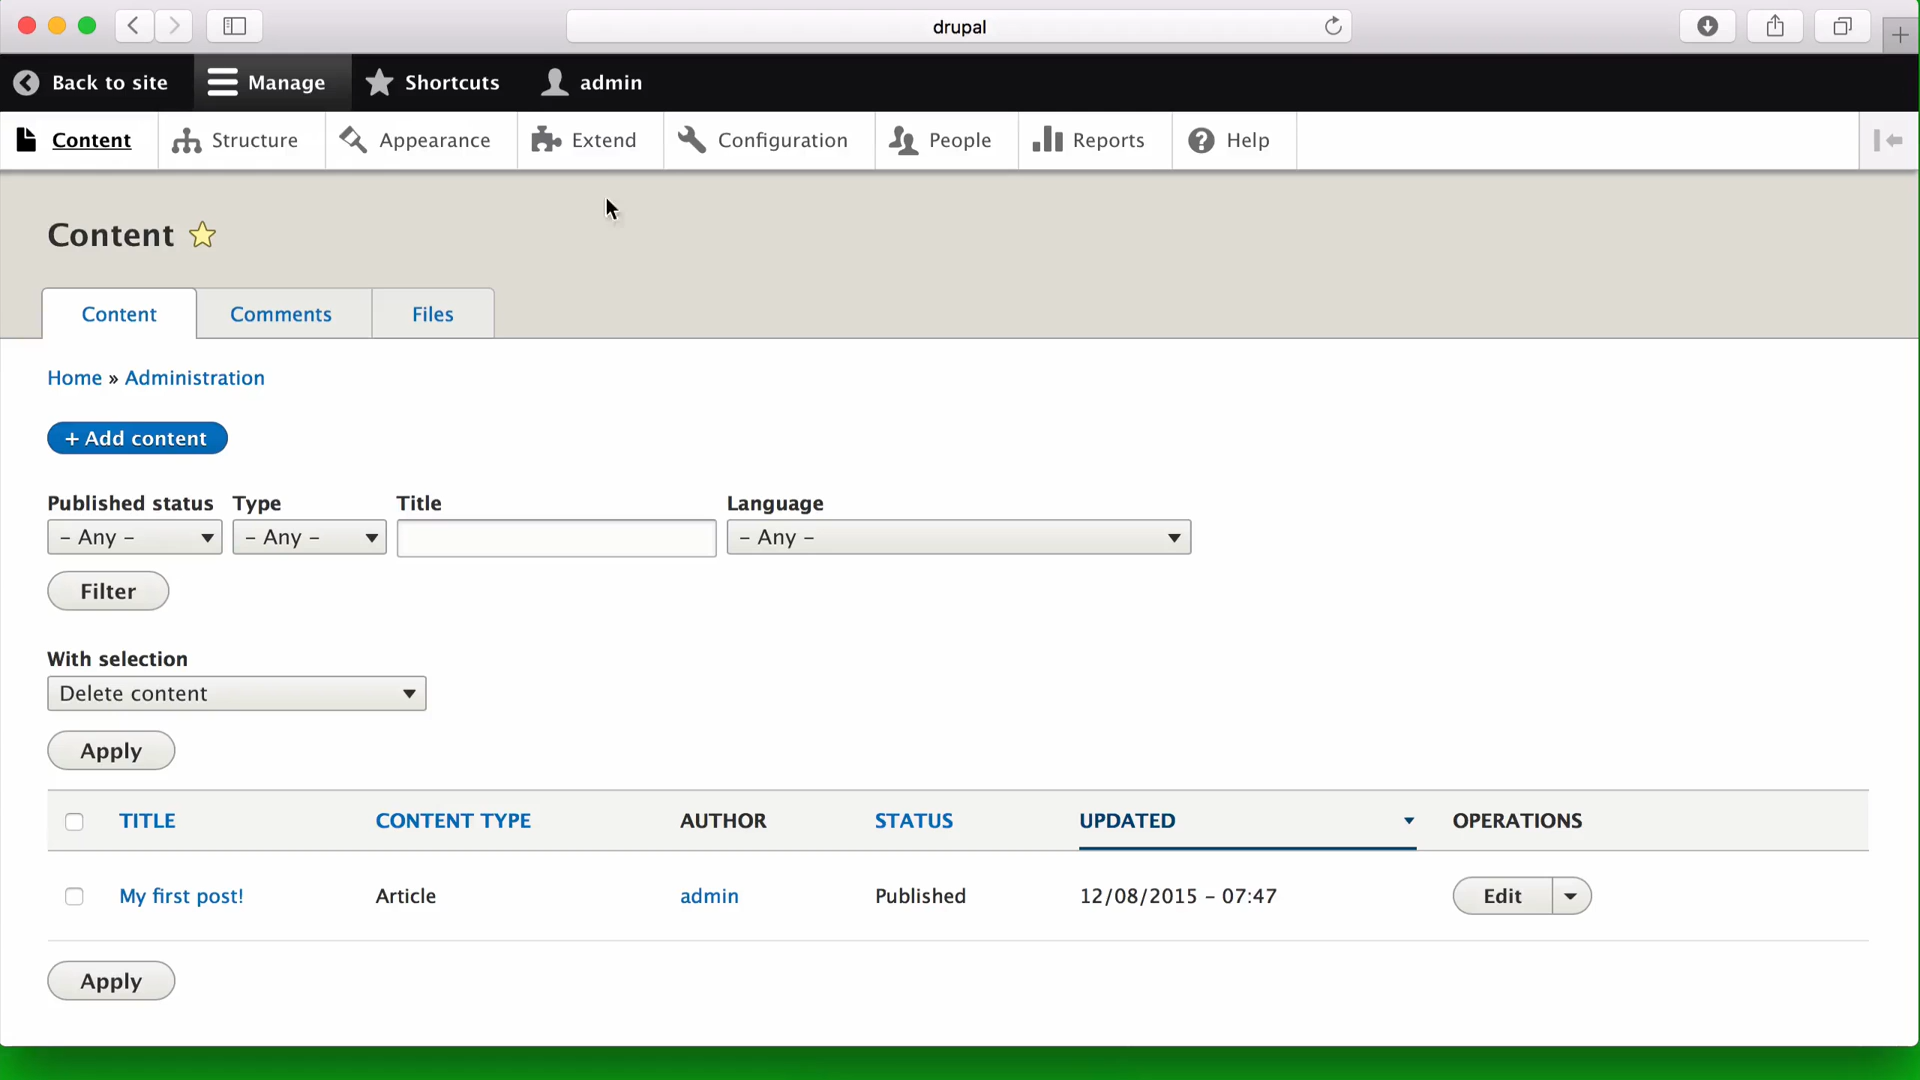 drupal
Back to site Manage Shortcuts admin
Content Structure Appearance Extend Configuration People Reports Help
Content
Content Comments Files
Home » Administration
+ Add content
Published status Type Title Language
- Any - - Any - - Any -
Filter
With selection
Delete content
Apply
TITLE CONTENT TYPE AUTHOR STATUS UPDATED OPERATIONS
My first post! Article admin Published 12/08/2015 - 07:47 Edit
Apply